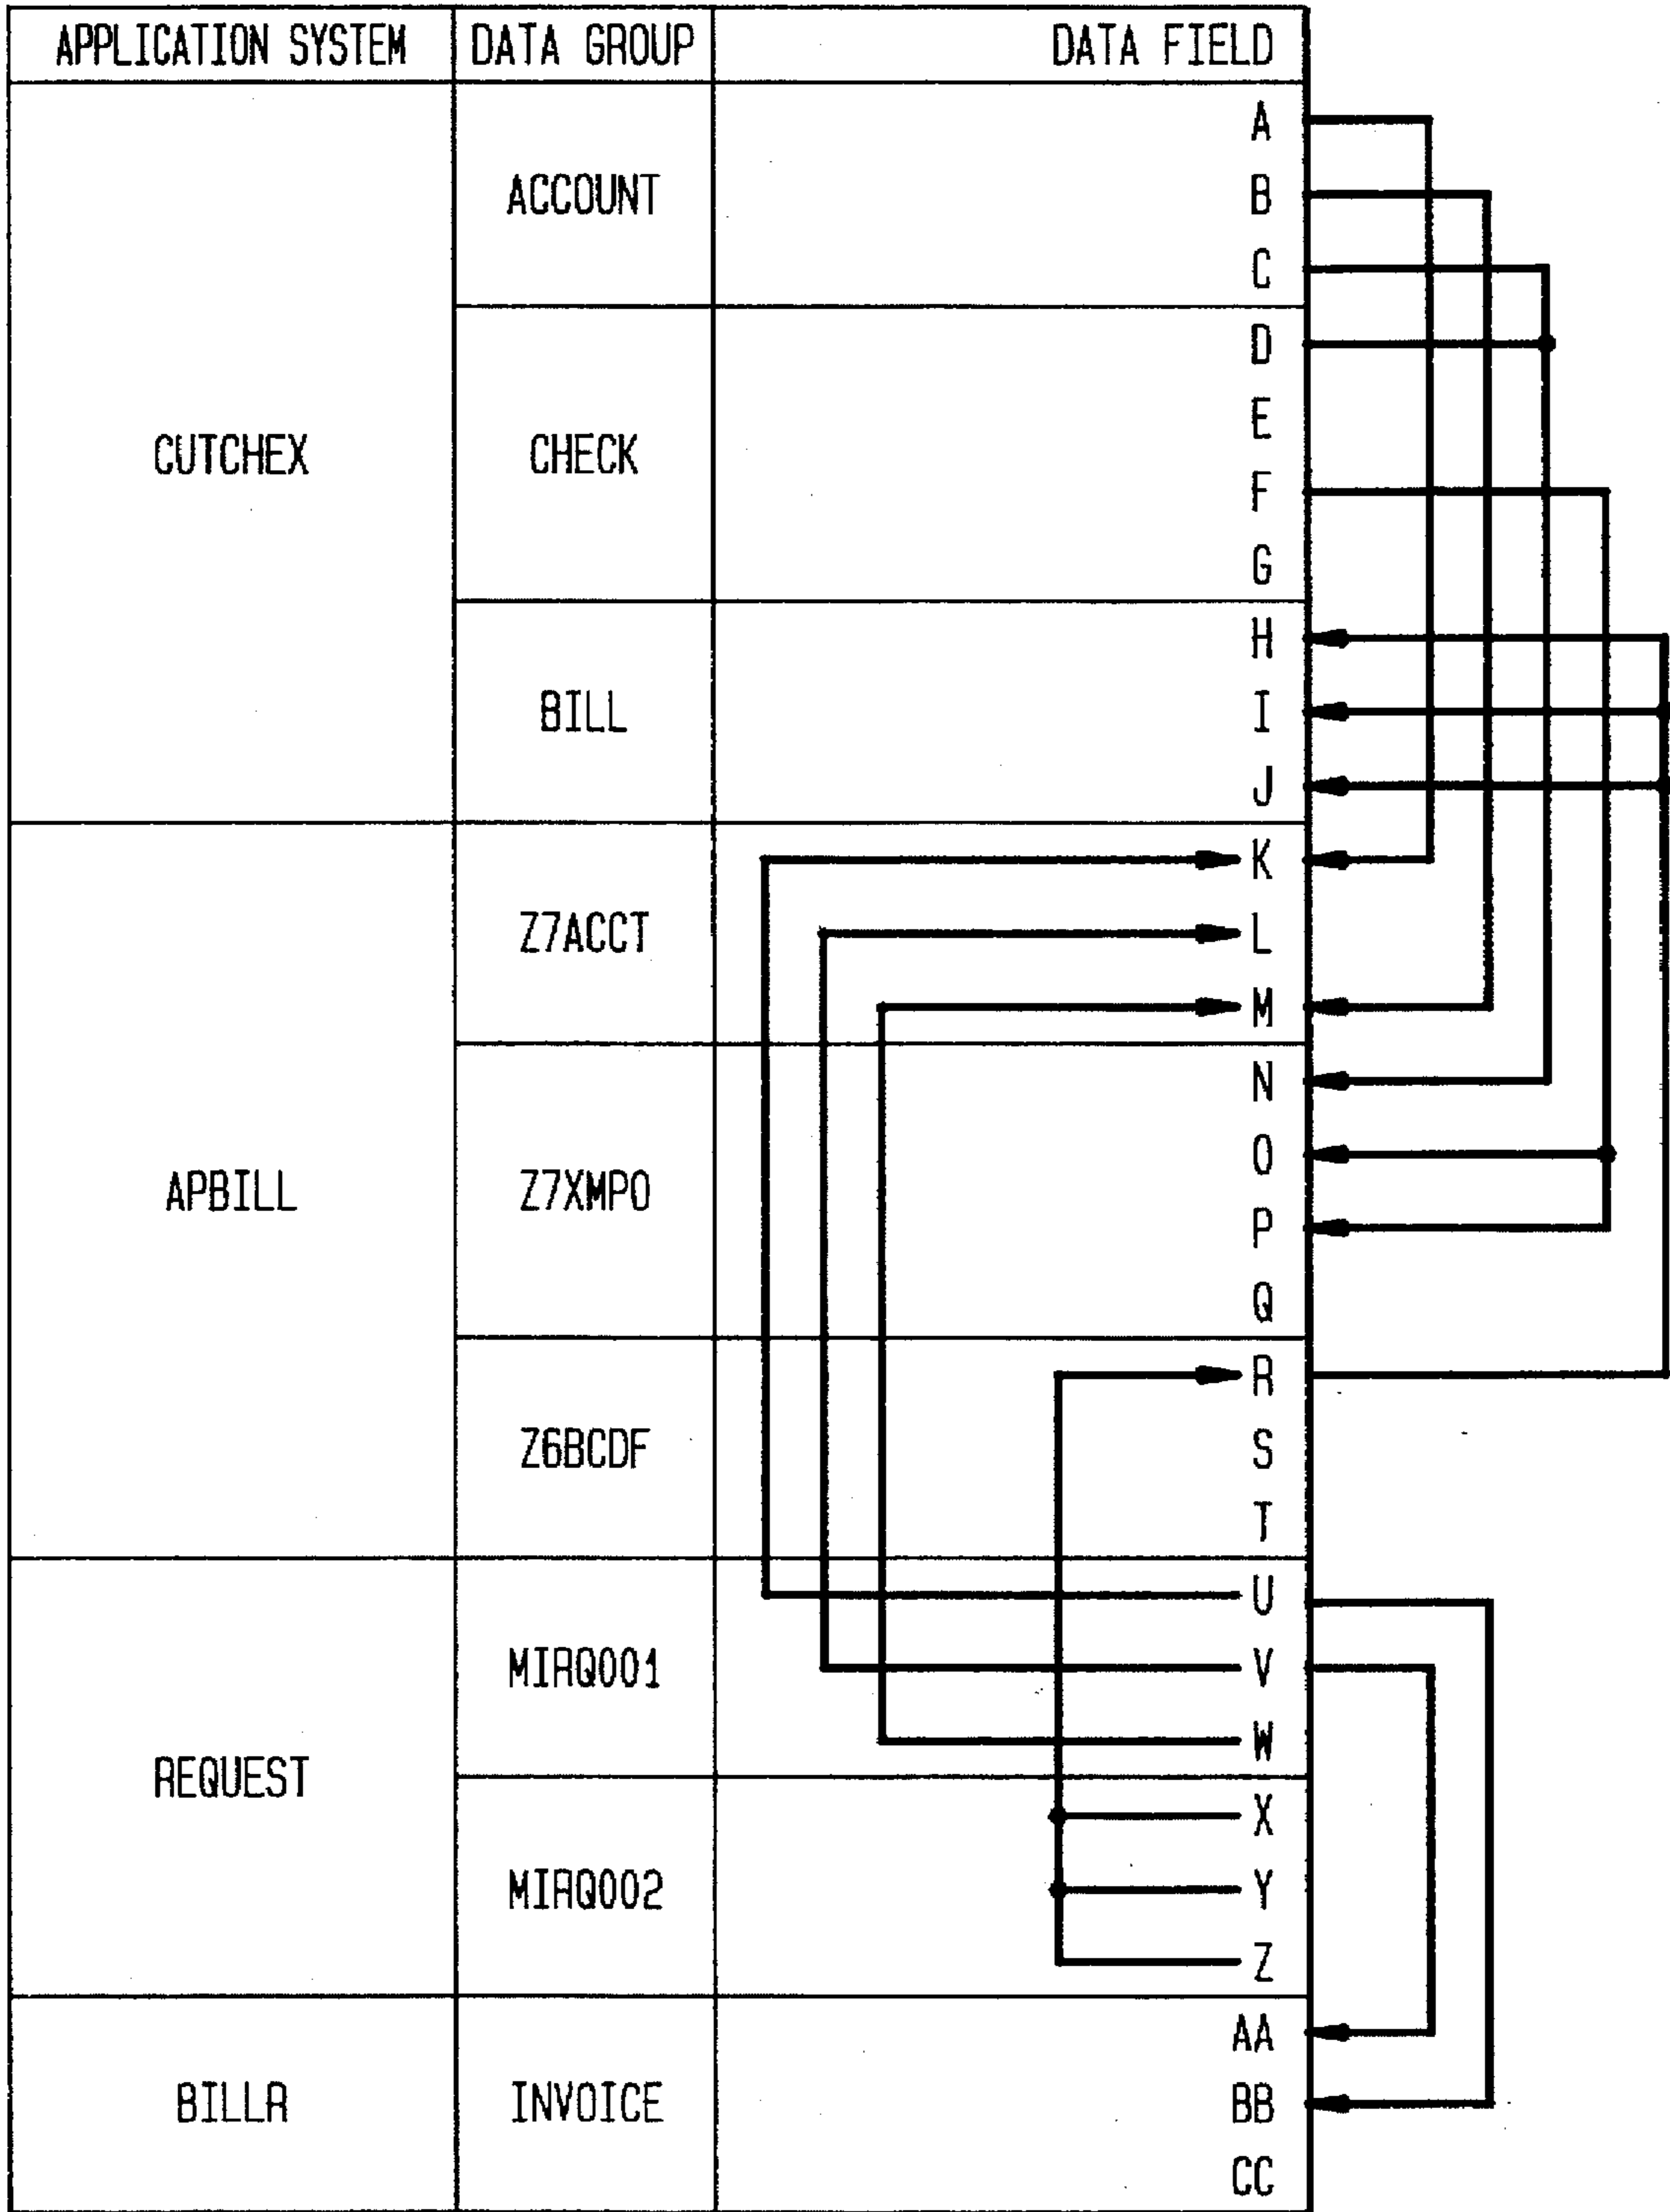 APPLICATION SYSTEM DATA GROUP DATA FIELD
A
ACCOUNT B
C
D
E
CUTCHEX CHECK
F
G
H
BILL I
J
K
Z7ACCT L
M
N
O
APBILL Z7XMPO
P
Q
R
Z6BCDF S
T
U
MIRQ001 V
W
REQUEST
X
MIRQ002 Y
Z
AA
BILLR INVOICE BB
CC